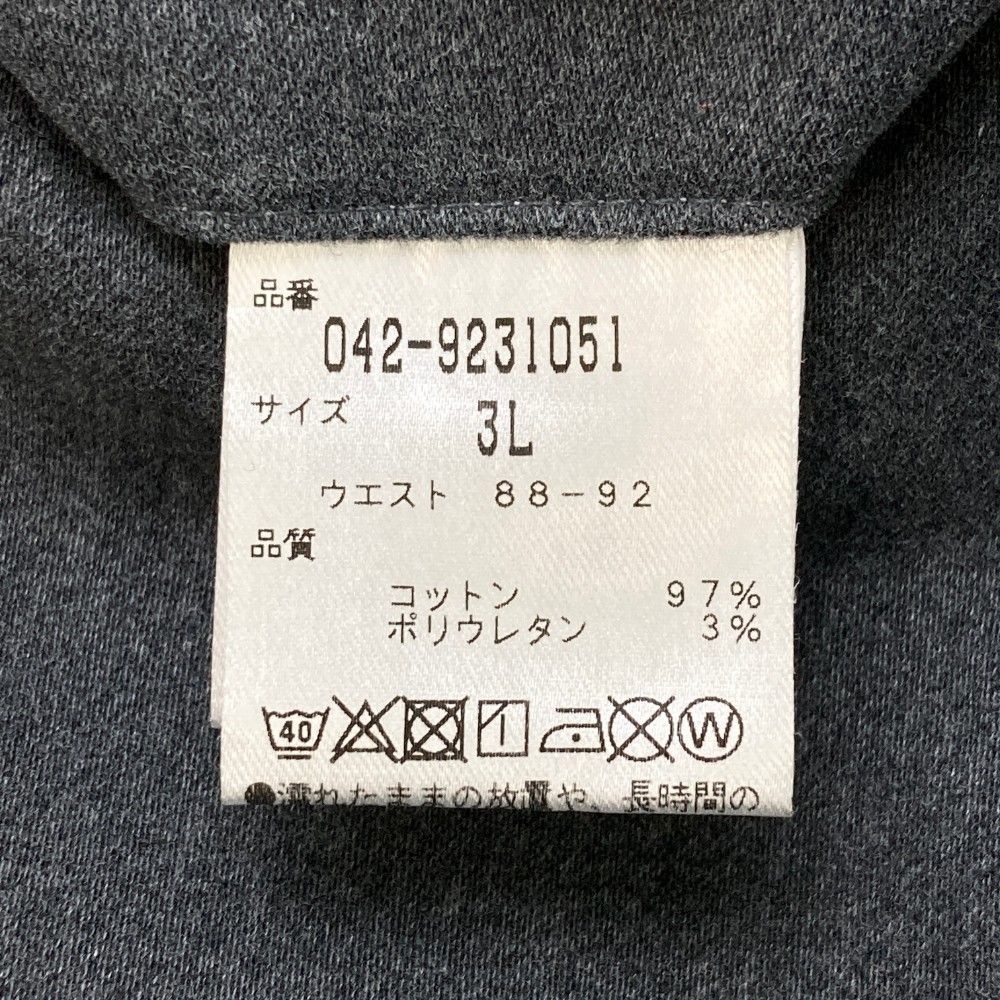 品番
042-9231051
サイズ 3L
ウエスト 88-92
品質
コットン 97%
ポリウレタン 3%
40 W
●濡れたままの放置や、長時間の